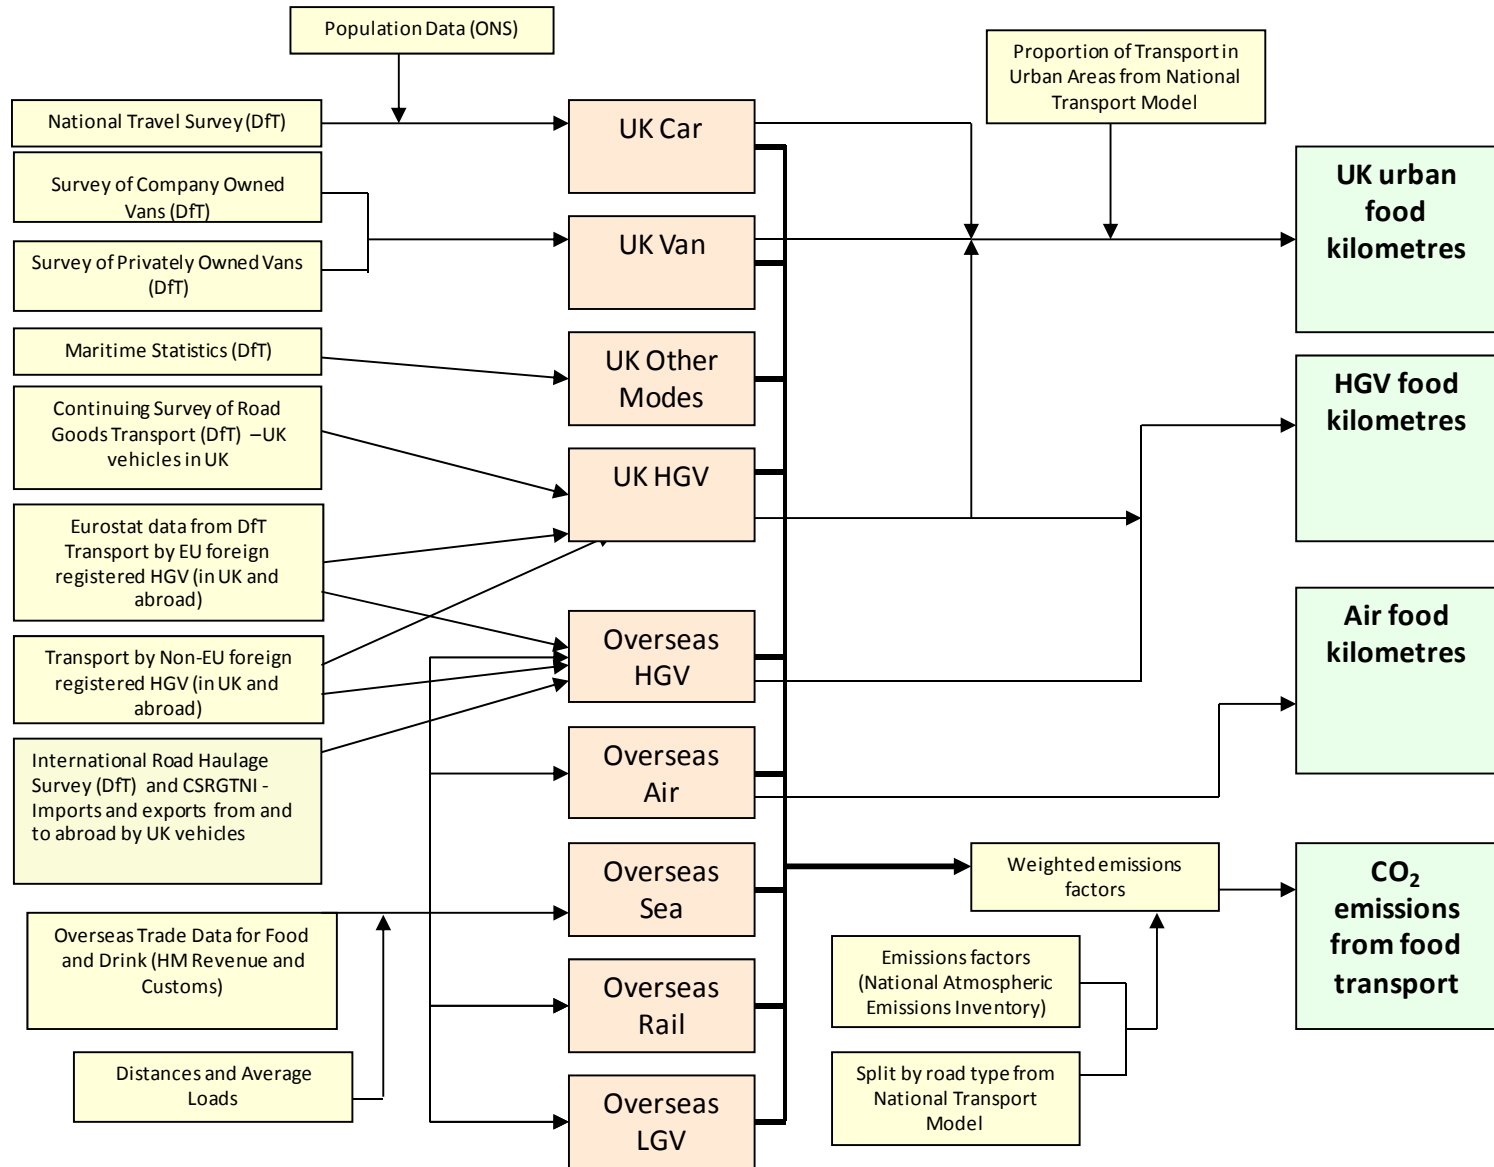 Population Data (ONS)
Proportion of Transport in
Urban Areas from National
Transport Model
National Travel Survey (DfT)
Survey of Company Owned
Vans (DfT)
Survey of Privately Owned Vans
(DfT)
Maritime Statistics (DfT)
Continuing Survey of Road
Goods Transport (DfT) –UK
vehicles in UK
Eurostat data from DfT
Transport by EU foreign
registered HGV (in UK and
abroad)
Transport by Non-EU foreign
registered HGV (in UK and
abroad)
International Road Haulage
Survey (DfT) and CSRGTNI -
Imports and exports from and
to abroad by UK vehicles
Overseas Trade Data for Food
and Drink (HM Revenue and
Customs)
Distances and Average
Loads
UK Car
UK Van
UK Other
Modes
UK HGV
Overseas
HGV
Overseas
Air
Overseas
Sea
Overseas
Rail
Overseas
LGV
Weighted emissions
factors
Emissions factors
(National Atmospheric
Emissions Inventory)
Split by road type from
National Transport
Model
UK urban
food
kilometres
HGV food
kilometres
Air food
kilometres
CO₂
emissions
from food
transport